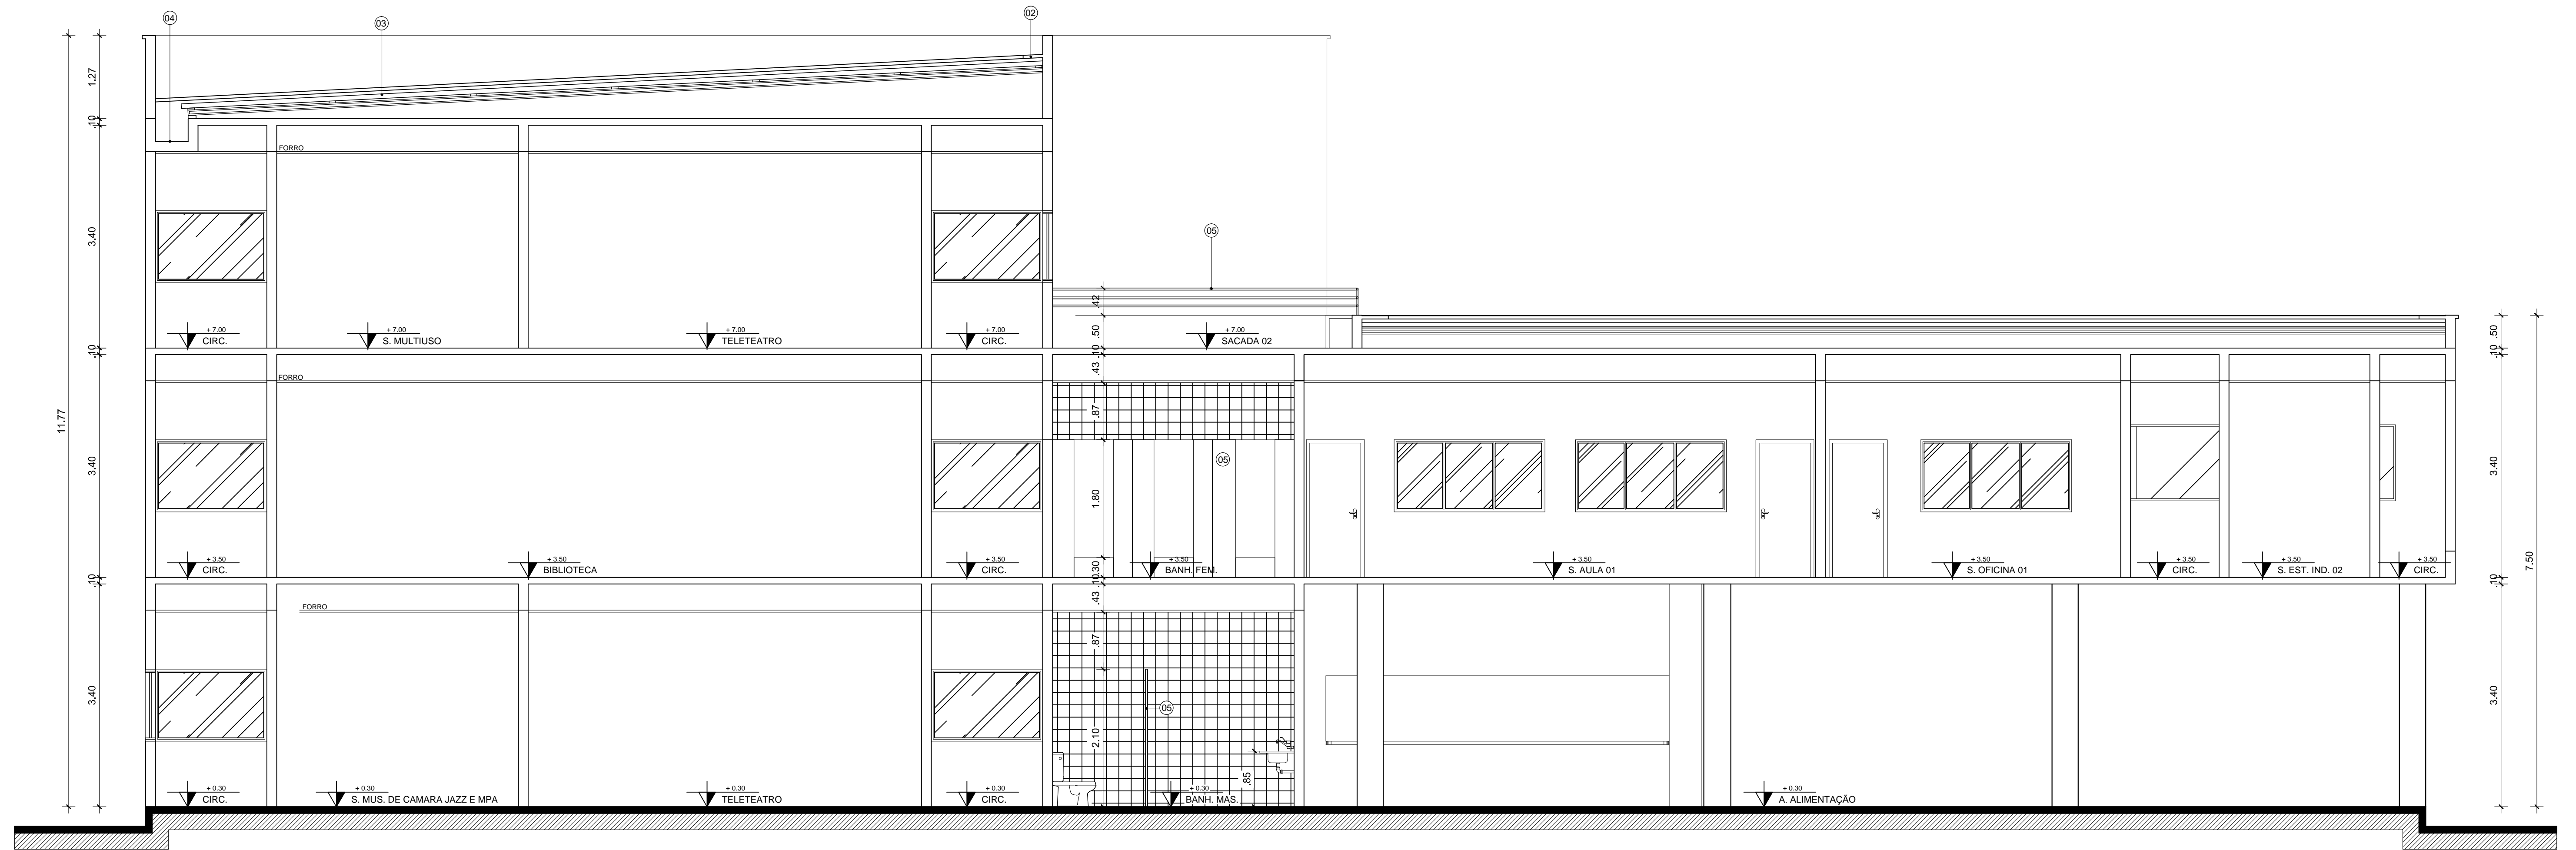 04
03
02
1.27
.10
FORRO
3.40
05
.42
.50
+ 7.00
CIRC.
+ 7.00
S. MULTIUSO
+ 7.00
TELETEATRO
+ 7.00
CIRC.
+ 7.00
SACADA 02
.50
.10
.10
.10
.43
FORRO
11.77
3.40
.87
05
1.80
3.40
7.50
+ 3.50
CIRC.
+ 3.50
BIBLIOTECA
+ 3.50
CIRC.
+ 3.50
BANH. FEM.
+ 3.50
S. AULA 01
+ 3.50
S. OFICINA 01
+ 3.50
CIRC.
+ 3.50
S. EST. IND. 02
+ 3.50
CIRC.
.30
.10
.10
.10
.43
FORRO
3.40
.87
05
2.10
.85
3.40
+ 0.30
CIRC.
+ 0.30
S. MUS. DE CAMARA JAZZ E MPA
+ 0.30
TELETEATRO
+ 0.30
CIRC.
+ 0.30
BANH. MAS.
+ 0.30
A. ALIMENTAÇÃO